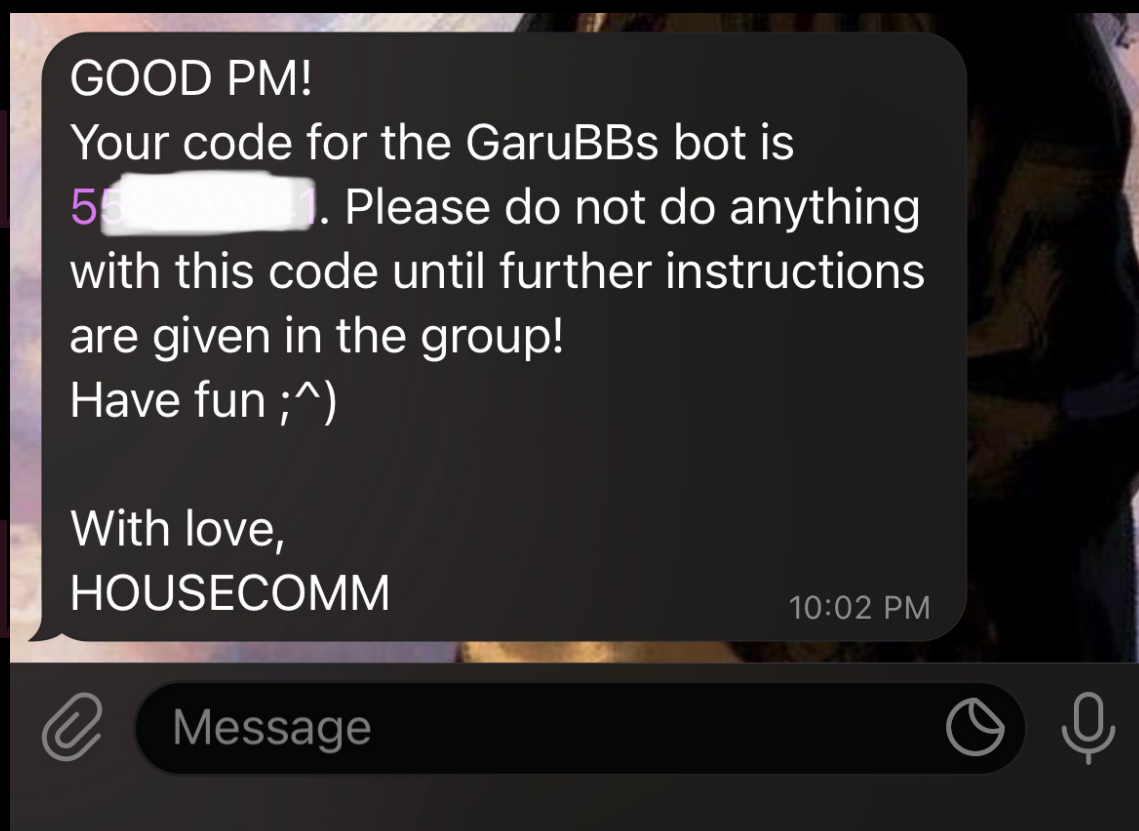 GOOD PM!
Your code for the GaruBBs bot is
. Please do not do anything
with this code until further instructions
are given in the group!
Have fun ;^)
With love,
HOUSECOMM
10:02 PM
Message